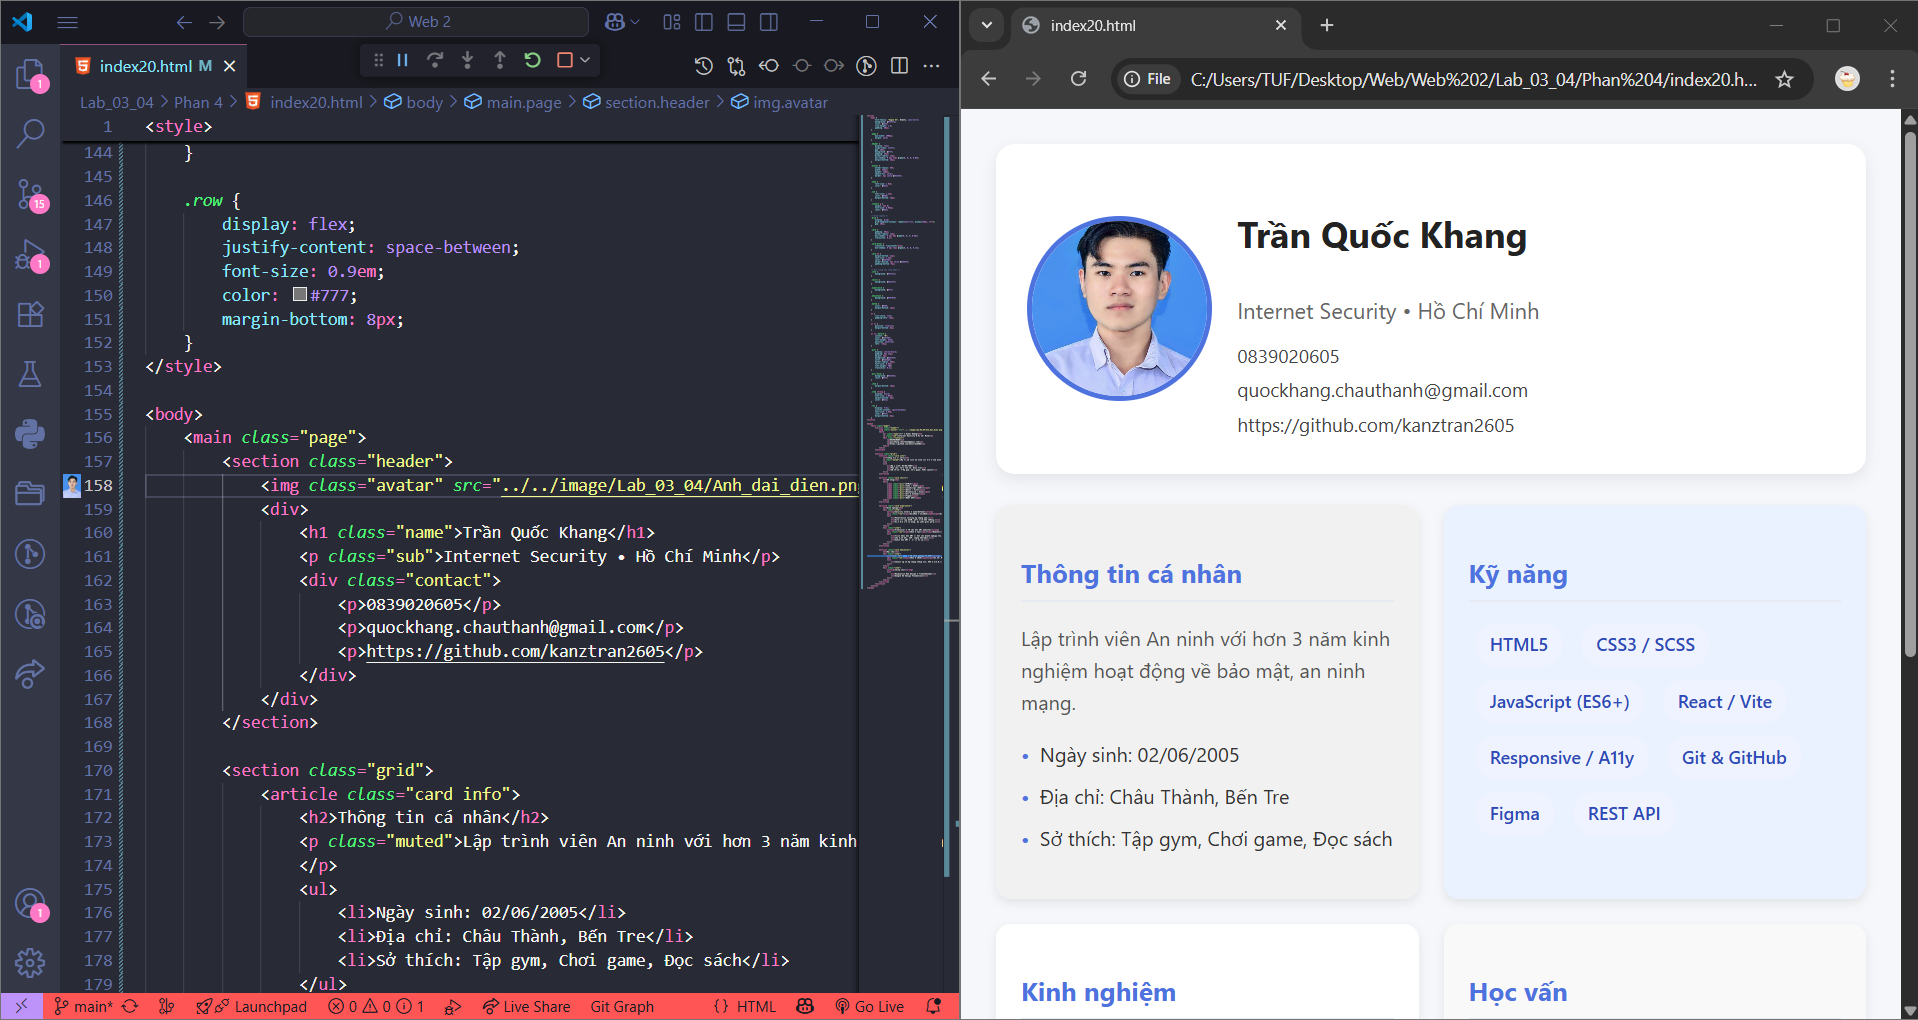 Web 2
index20.html M
Lab_03_04 > Phan 4 > index20.html > body > main.page > section.header > img.avatar
1 <style>
144 }
145
146 .row {
147 display: flex;
148 justify-content: space-between;
149 font-size: 0.9em;
150 color: #777;
151 margin-bottom: 8px;
152 }
153 </style>
154
155 <body>
156 <main class="page">
157 <section class="header">
158 <img class="avatar" src="../../image/Lab_03_04/Anh_dai_dien.png
159 <div>
160 <h1 class="name">Trần Quốc Khang</h1>
161 <p class="sub">Internet Security • Hồ Chí Minh</p>
162 <div class="contact">
163 <p>0839020605</p>
164 <p>quockhang.chauthanh@gmail.com</p>
165 <p>https://github.com/kanztran2605</p>
166 </div>
167 </div>
168 </section>
169
170 <section class="grid">
171 <article class="card info">
172 <h2>Thông tin cá nhân</h2>
173 <p class="muted">Lập trình viên An ninh với hơn 3 năm kinh
174 </p>
175 <ul>
176 <li>Ngày sinh: 02/06/2005</li>
177 <li>Địa chỉ: Châu Thành, Bến Tre</li>
178 <li>Sở thích: Tập gym, Chơi game, Đọc sách</li>
179 </ul>
1
15
1
1
main* Launchpad 0 0 1 Live Share Git Graph { } HTML Go Live
index20.html
File C:/Users/TUF/Desktop/Web/Web%202/Lab_03_04/Phan%204/index20.h...
Trần Quốc Khang
Internet Security • Hồ Chí Minh
0839020605
quockhang.chauthanh@gmail.com
https://github.com/kanztran2605
Thông tin cá nhân
Lập trình viên An ninh với hơn 3 năm kinh
nghiệm hoạt động về bảo mật, an ninh
mạng.
• Ngày sinh: 02/06/2005
• Địa chỉ: Châu Thành, Bến Tre
• Sở thích: Tập gym, Chơi game, Đọc sách
Kỹ năng
HTML5 CSS3 / SCSS
JavaScript (ES6+) React / Vite
Responsive / A11y Git & GitHub
Figma REST API
Kinh nghiệm
Học vấn